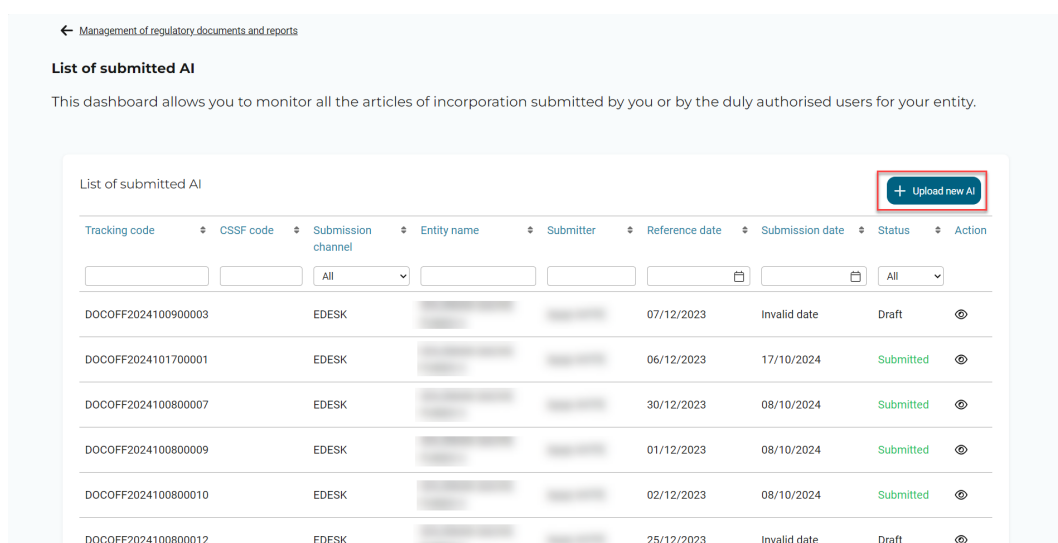 Management of regulatory documents and reports
List of submitted AI
This dashboard allows you to monitor all the articles of incorporation submitted by you or by the duly authorised users for your entity.
List of submitted AI
+ Upload new AI
Tracking code CSSF code Submission channel Entity name Submitter Reference date Submission date Status Action
All All
DOCOFF2024100900003 EDESK 07/12/2023 Invalid date Draft
DOCOFF2024101700001 EDESK 06/12/2023 17/10/2024 Submitted
DOCOFF2024100800007 EDESK 30/12/2023 08/10/2024 Submitted
DOCOFF2024100800009 EDESK 01/12/2023 08/10/2024 Submitted
DOCOFF2024100800010 EDESK 02/12/2023 08/10/2024 Submitted
DOCOFF2024100800012 EDESK 25/12/2023 Invalid date Draft